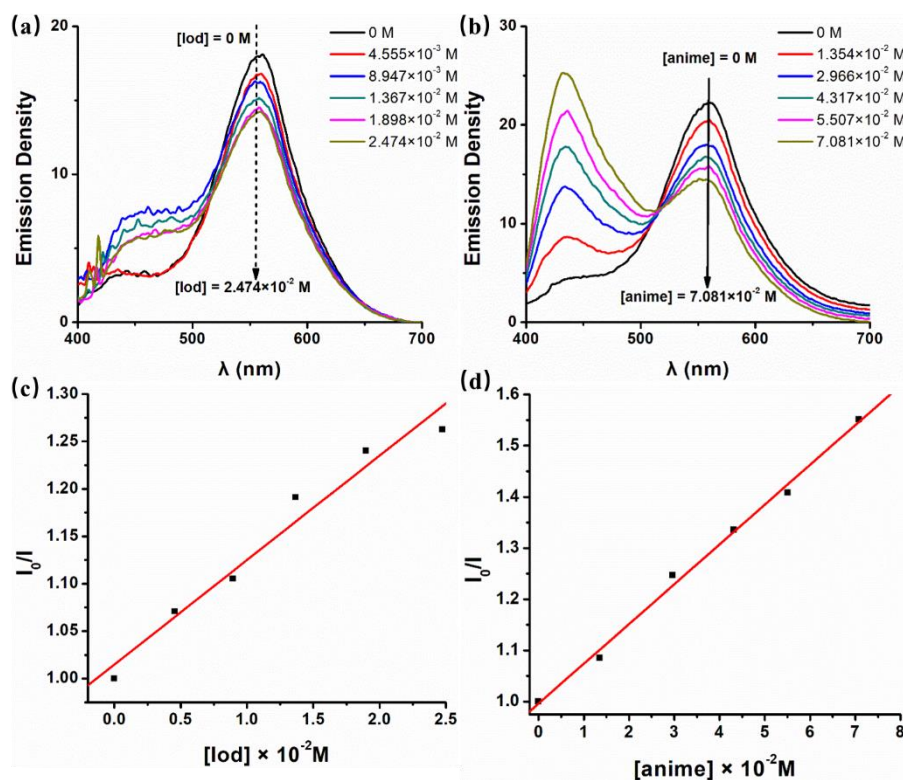 (a)
20
10
0
400
500
600
700
Emission Density
λ (nm)
[Iod] = 0 M
[Iod] = 2.474×10⁻² M
0 M
4.555×10⁻³ M
8.947×10⁻³ M
1.367×10⁻² M
1.898×10⁻² M
2.474×10⁻² M
(b)
30
20
10
0
400
500
600
700
Emission Density
λ (nm)
[anime] = 0 M
[anime] = 7.081×10⁻² M
0 M
1.354×10⁻² M
2.966×10⁻² M
4.317×10⁻² M
5.507×10⁻² M
7.081×10⁻² M
(c)
1.30
1.25
1.20
1.15
1.10
1.05
1.00
0.0
0.5
1.0
1.5
2.0
2.5
I₀/I
[Iod] × 10⁻²M
(d)
1.6
1.5
1.4
1.3
1.2
1.1
1.0
0
1
2
3
4
5
6
7
8
I₀/I
[anime] × 10⁻²M